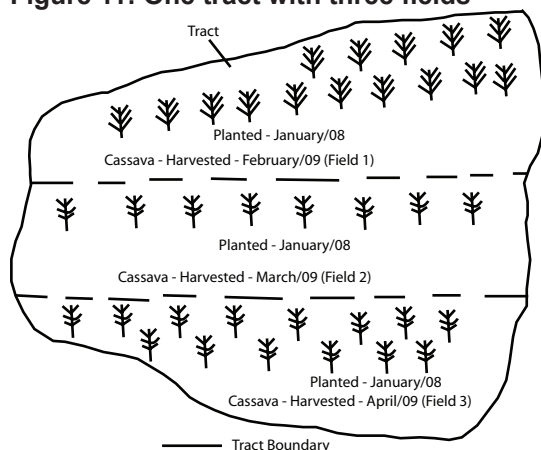 Figure 11: One tract with three fields
Tract
Planted - January/08
Cassava - Harvested - February/09 (Field 1)
Planted - January/08
Cassava - Harvested - March/09 (Field 2)
Planted - January/08
Cassava - Harvested - April/09 (Field 3)
Tract Boundary